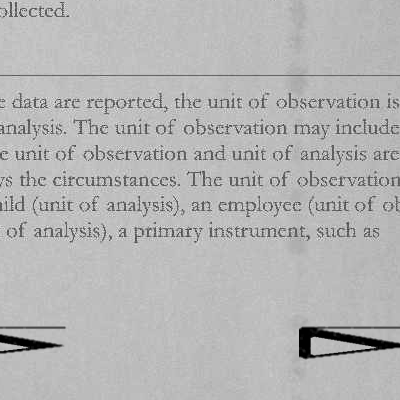 ollected.
e data are reported, the unit of observation is
analysis. The unit of observation may include
e unit of observation and unit of analysis are
ys the circumstances. The unit of observation
hild (unit of analysis), an employee (unit of ob
of analysis), a primary instrument, such as